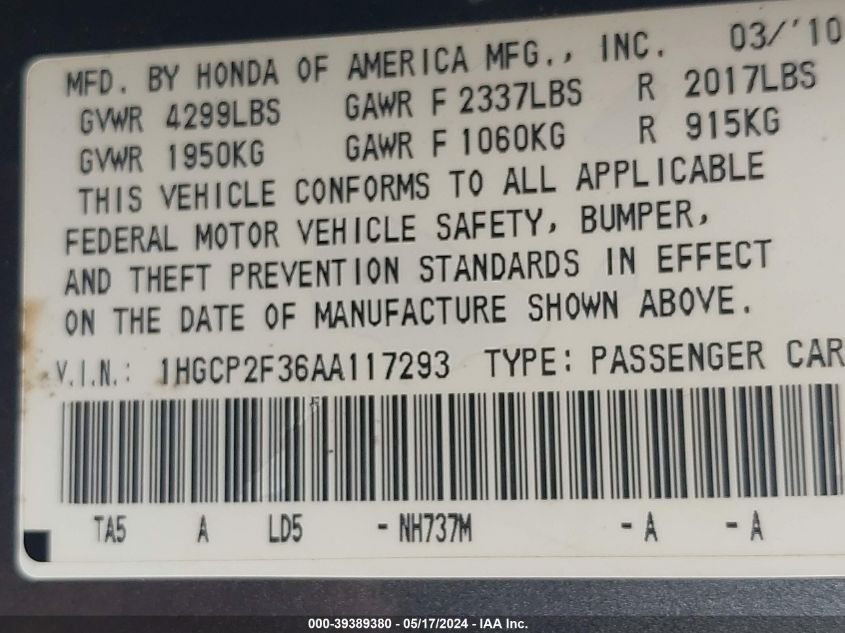 MFD. BY HONDA OF AMERICA MFG., INC. 03/'10
GVWR 4299LBS GAWR F 2337LBS R 2017LBS
GVWR 1950KG GAWR F 1060KG R 915KG
THIS VEHICLE CONFORMS TO ALL APPLICABLE
FEDERAL MOTOR VEHICLE SAFETY, BUMPER,
AND THEFT PREVENTION STANDARDS IN EFFECT
ON THE DATE OF MANUFACTURE SHOWN ABOVE.
V.I.N.: 1HGCP2F36AA117293 TYPE: PASSENGER CAR
TA5 A LD5 - NH737M - A - A
000-39389380 - 05/17/2024 - IAA Inc.